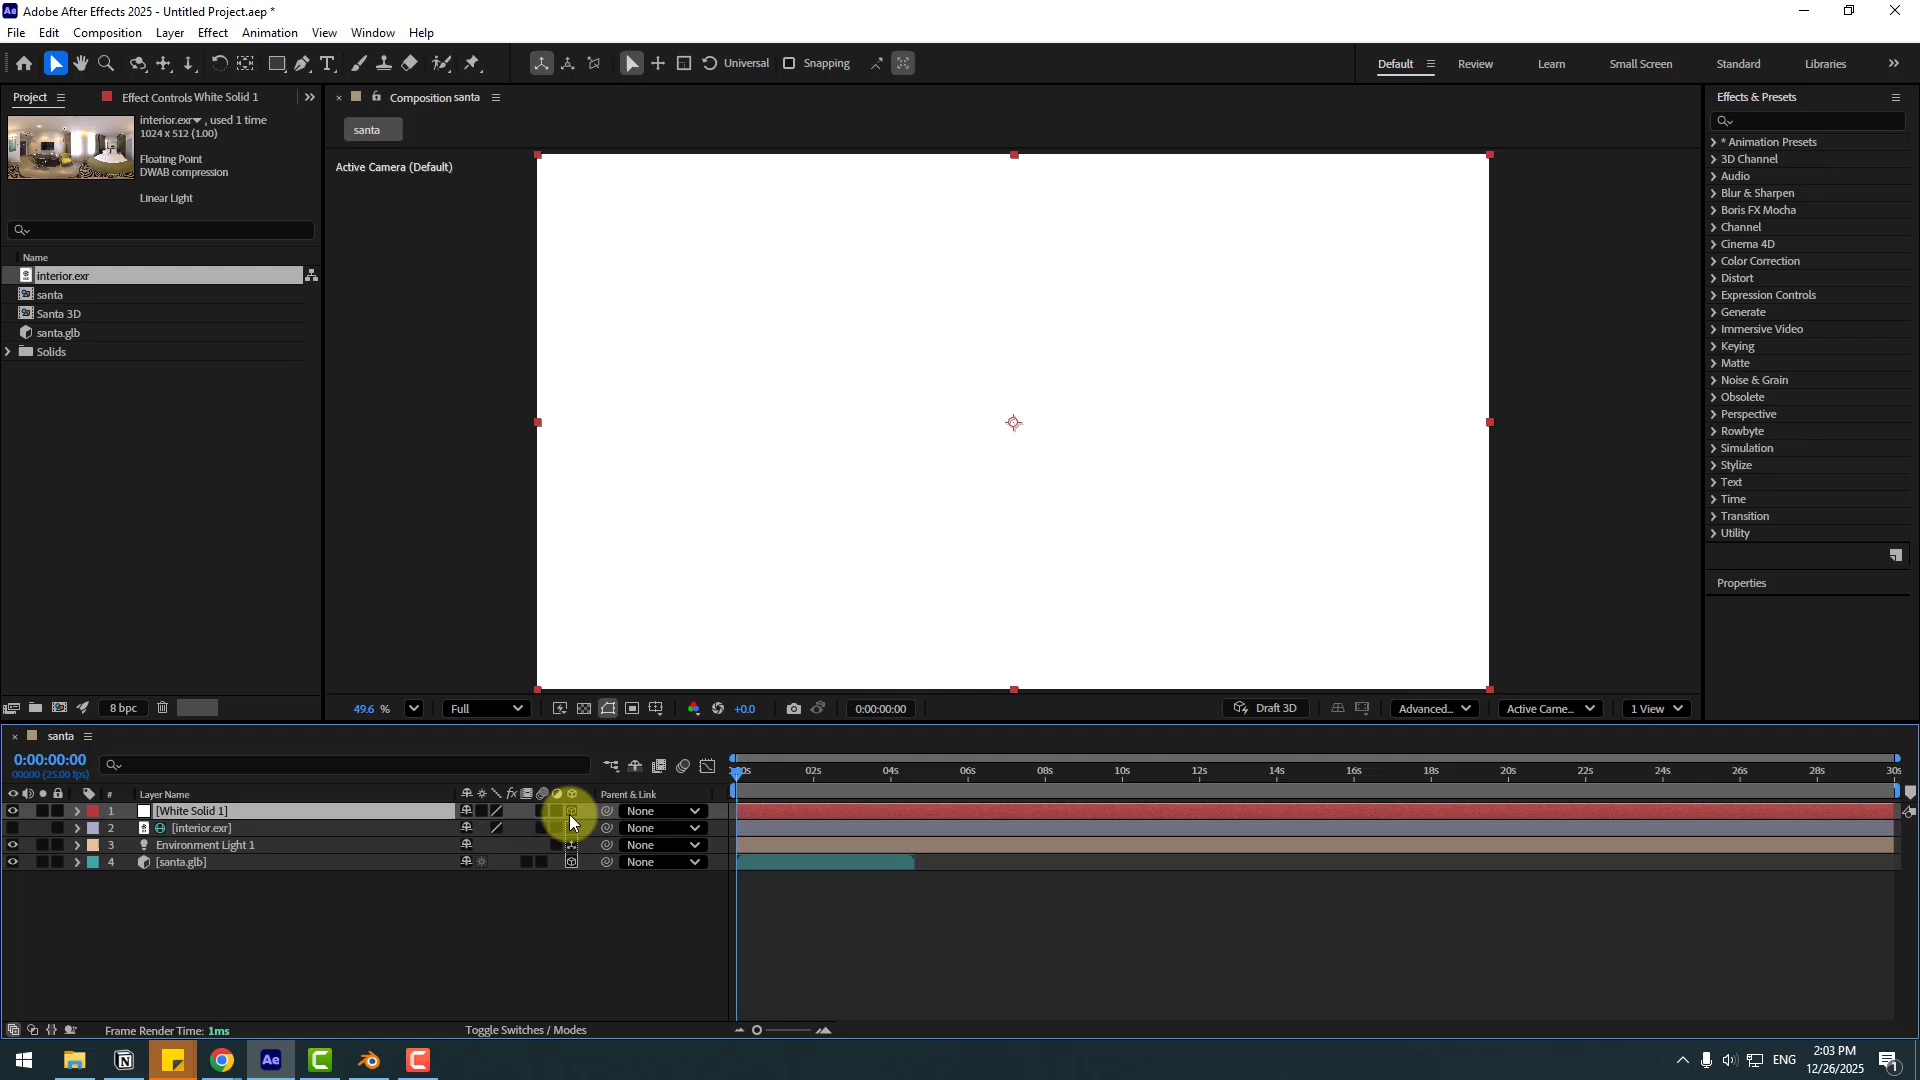 Adobe After Effects 2025 - Untitled Project.aep *
File Edit Composition Layer Effect Animation View Window Help
Universal Snapping Default Review Learn Small Screen Standard Libraries
Project Effect Controls White Solid 1
interior.exr , used 1 time
1024 x 512 (1.00)
Floating Point
DWAB compression
Linear Light
Name
interior.exr
santa
Santa 3D
santa.glb
Solids
8 bpc
Composition santa
santa
Active Camera (Default)
49.6 % Full +0.0 0:00:00:00 Draft 3D Advanced... Active Came... 1 View
Effects & Presets
* Animation Presets
3D Channel
Audio
Blur & Sharpen
Boris FX Mocha
Channel
Cinema 4D
Color Correction
Distort
Expression Controls
Generate
Immersive Video
Keying
Matte
Noise & Grain
Obsolete
Perspective
Rowbyte
Simulation
Stylize
Text
Time
Transition
Utility
Properties
santa
0:00:00:00
00000 (25.00 fps)
02s 04s 06s 08s 10s 12s 14s 16s 18s 20s 22s 24s 26s 28s 30s
# Layer Name Parent & Link
1 [White Solid 1] None
2 [interior.exr] None
3 Environment Light 1 None
4 [santa.glb] None
Frame Render Time: 1ms Toggle Switches / Modes
ENG
2:03 PM
12/26/2025
1